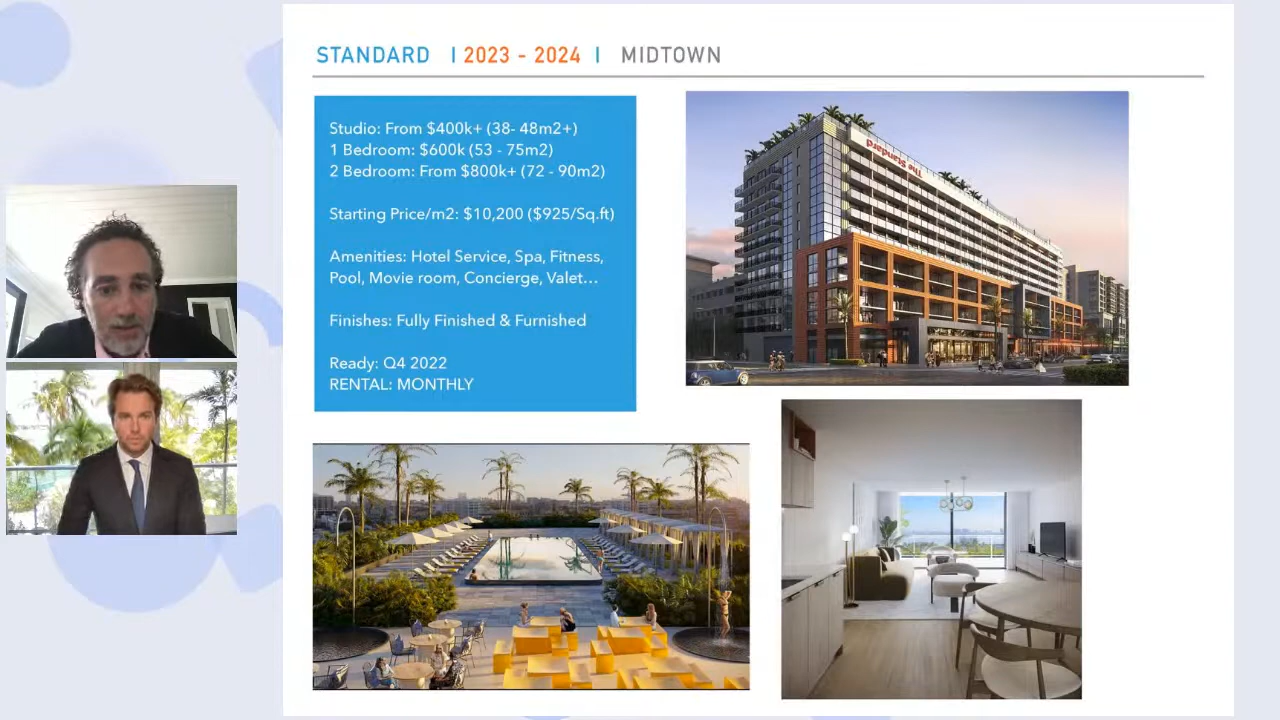 STANDARD | 2023 - 2024 | MIDTOWN
Studio: From $400k+ (38- 48m2+)
1 Bedroom: $600k (53 - 75m2)
2 Bedroom: From $800k+ (72 - 90m2)
Starting Price/m2: $10,200 ($925/Sq.ft)
Amenities: Hotel Service, Spa, Fitness,
Pool, Movie room, Concierge, Valet...
Finishes: Fully Finished & Furnished
Ready: Q4 2022
RENTAL: MONTHLY
The Standard